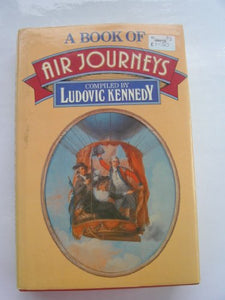 A BOOK OF
AIR JOURNEYS
COMPILED BY
LUDOVIC KENNEDY